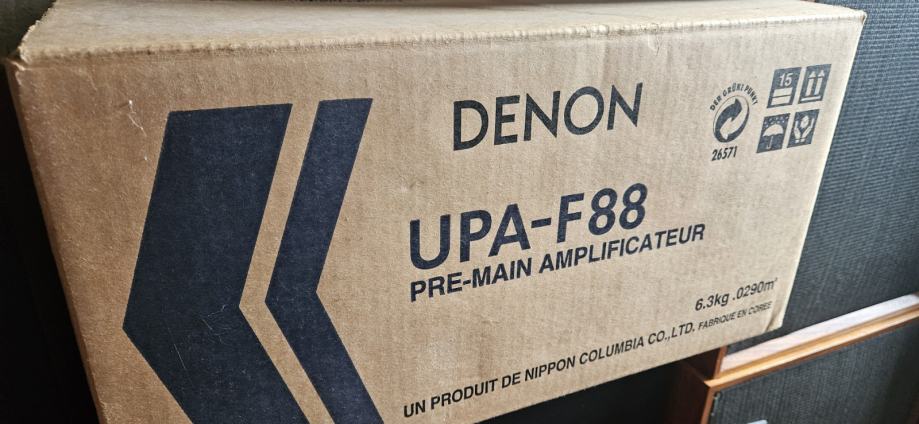 DENON
DER GRÜNE PUNKT
26571
15
UPA-F88
PRE-MAIN AMPLIFICATEUR
6.3kg .0290m³
UN PRODUIT DE NIPPON COLUMBIA CO.,LTD. FABRIQUE EN COREE